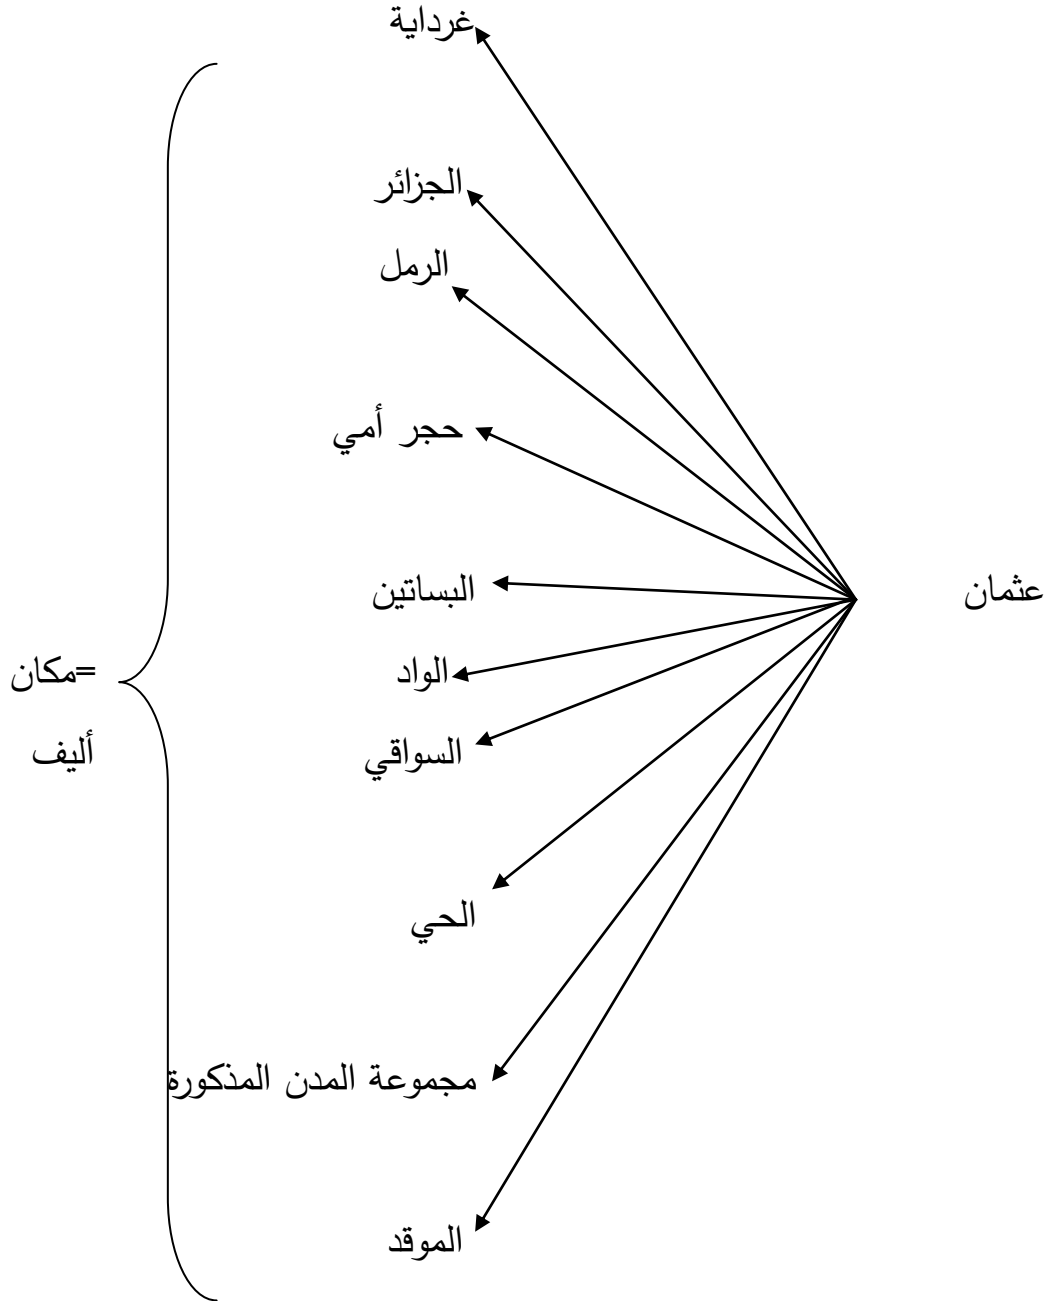 غرداية
الجزائر
الرمل
حجر أمي
عثمان
البساتين
الواد
=مكان
السواقي
أليف
الحي
مجموعة المدن المذكورة
الموقد